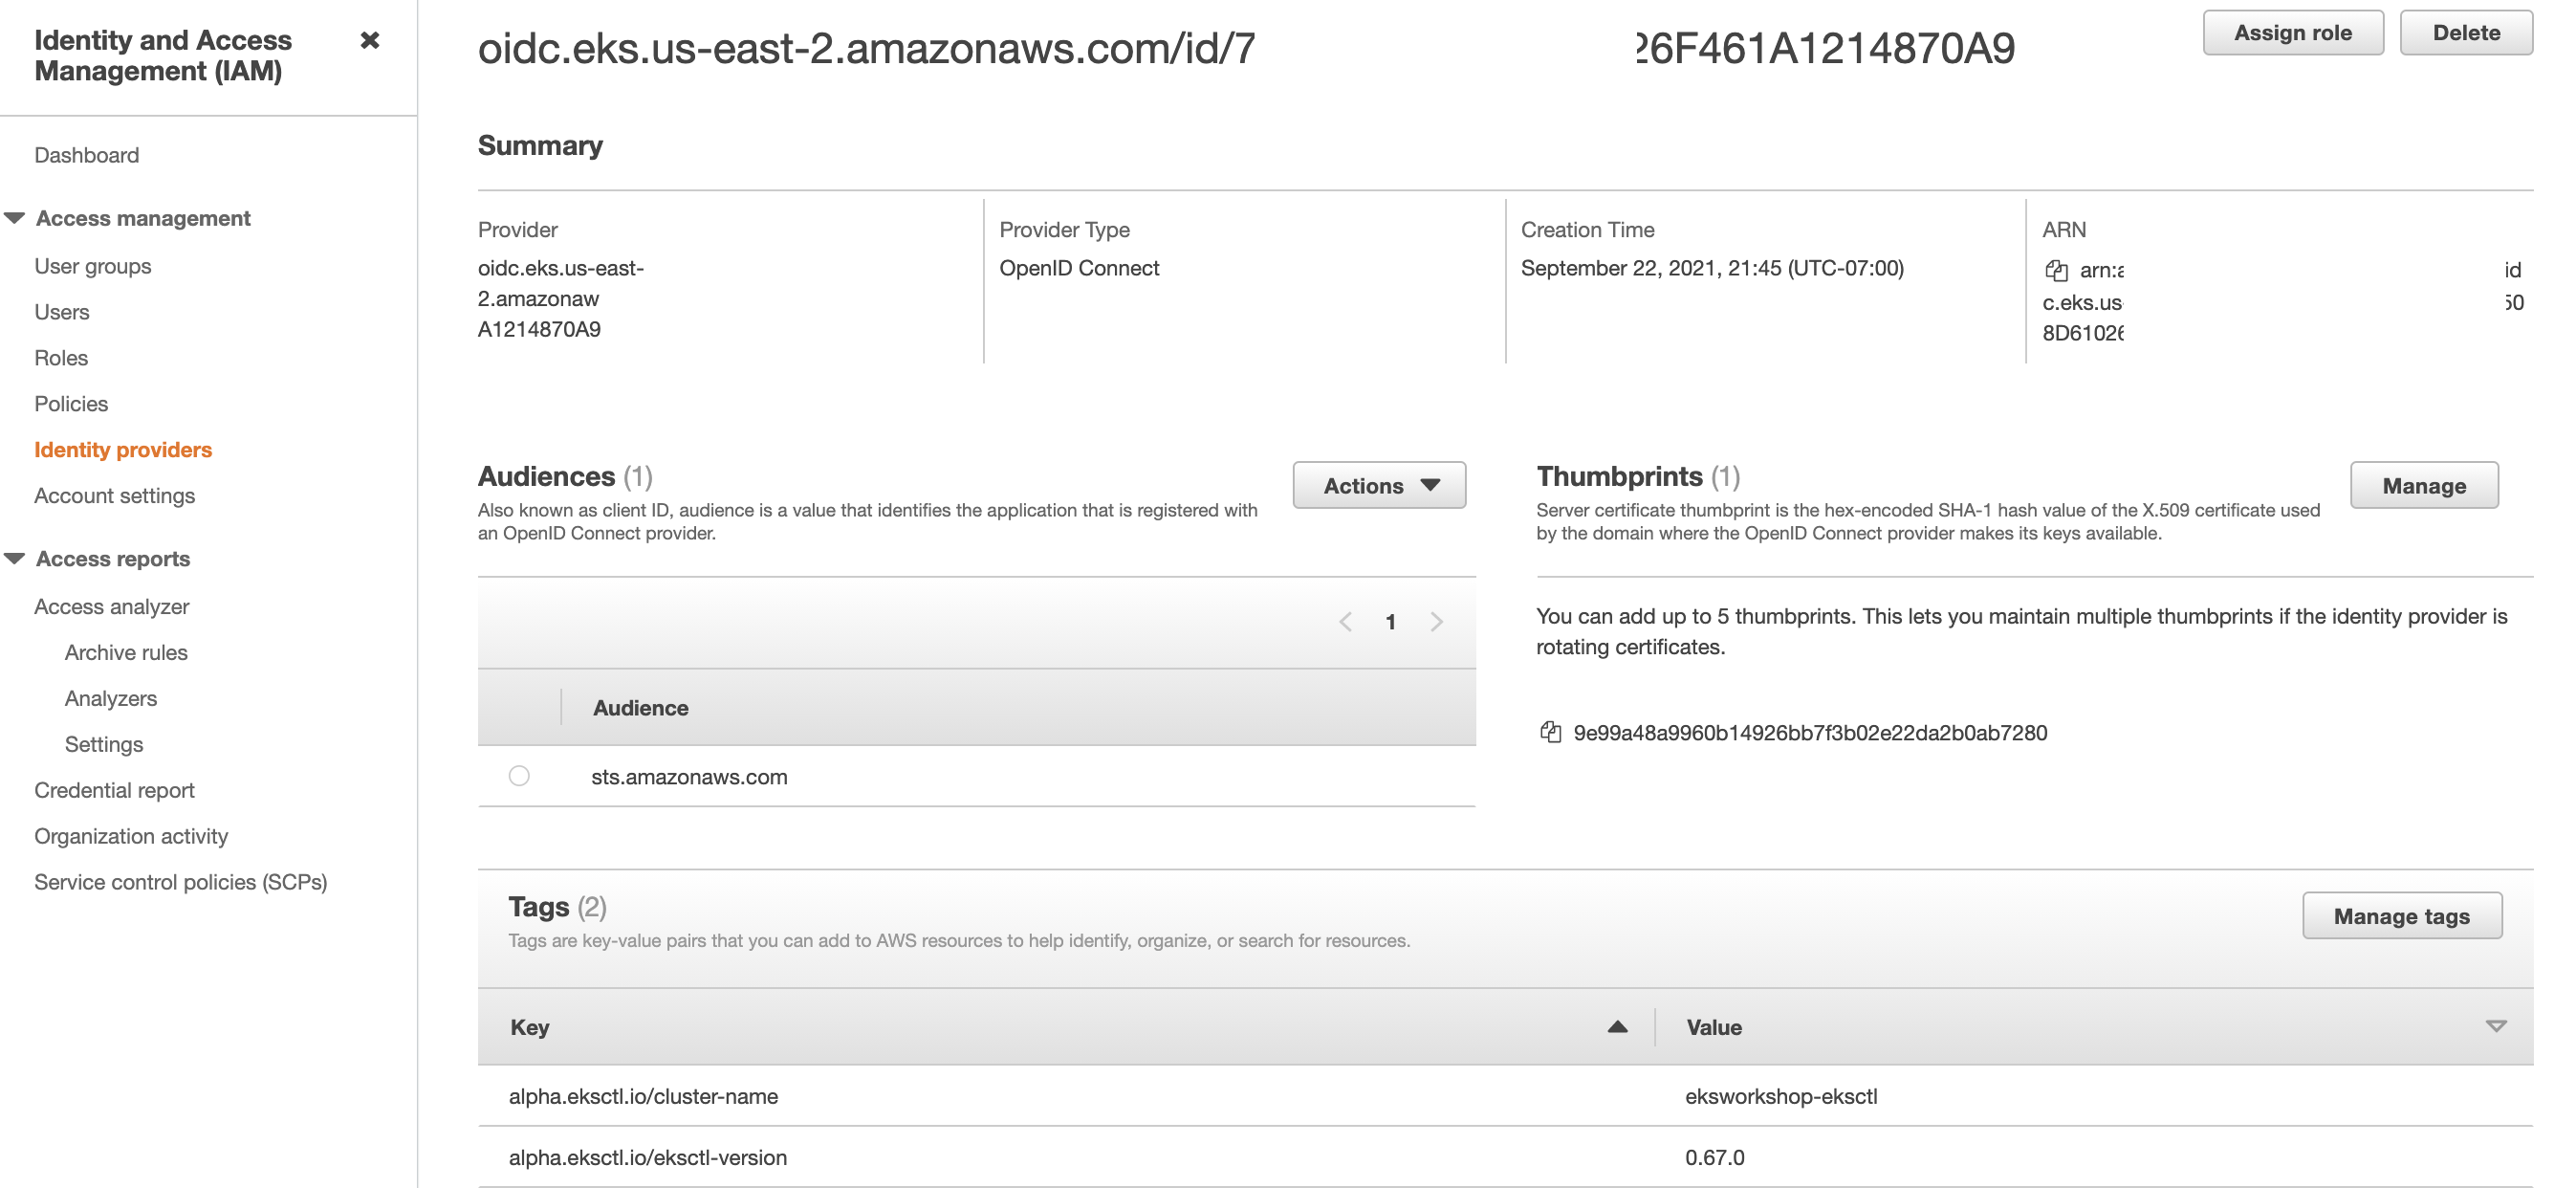 Identity and Access
Management (IAM)
Dashboard
Access management
User groups
Users
Roles
Policies
Identity providers
Account settings
Access reports
Access analyzer
Archive rules
Analyzers
Settings
Credential report
Organization activity
Service control policies (SCPs)
oidc.eks.us-east-2.amazonaws.com/id/7 26F461A1214870A9
Assign role
Delete
Summary
Provider
oidc.eks.us-east-
2.amazonaw
A1214870A9
Provider Type
OpenID Connect
Creation Time
September 22, 2021, 21:45 (UTC-07:00)
ARN
arn:a id
c.eks.us 50
8D61026
Audiences (1)
Also known as client ID, audience is a value that identifies the application that is registered with
an OpenID Connect provider.
Actions
1
Audience
sts.amazonaws.com
Thumbprints (1)
Server certificate thumbprint is the hex-encoded SHA-1 hash value of the X.509 certificate used
by the domain where the OpenID Connect provider makes its keys available.
Manage
You can add up to 5 thumbprints. This lets you maintain multiple thumbprints if the identity provider is
rotating certificates.
9e99a48a9960b14926bb7f3b02e22da2b0ab7280
Tags (2)
Tags are key-value pairs that you can add to AWS resources to help identify, organize, or search for resources.
Manage tags
Key Value
alpha.eksctl.io/cluster-name eksworkshop-eksctl
alpha.eksctl.io/eksctl-version 0.67.0